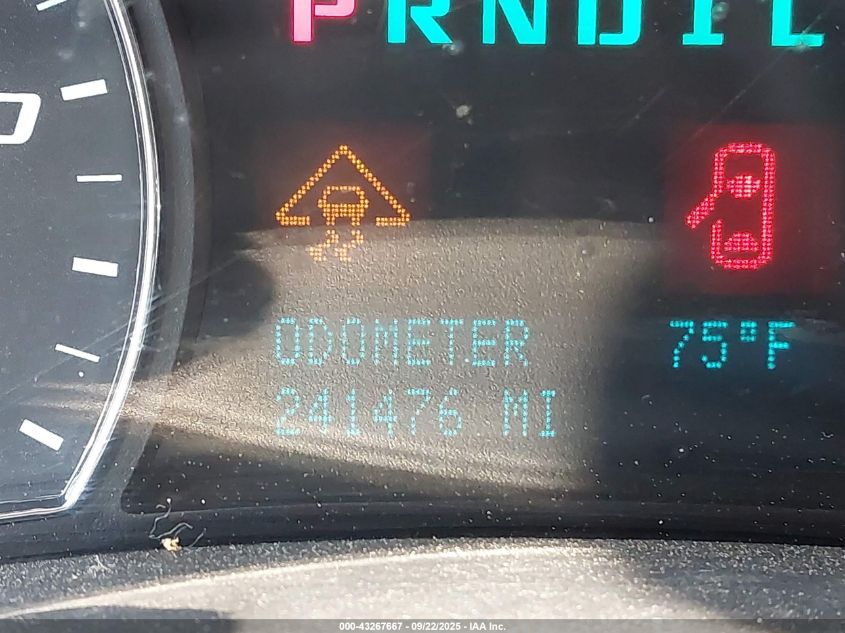 PRNDIL
ODOMETER 75°F
241476 MI
000-43267667 - 09/22/2025 - IAA Inc.